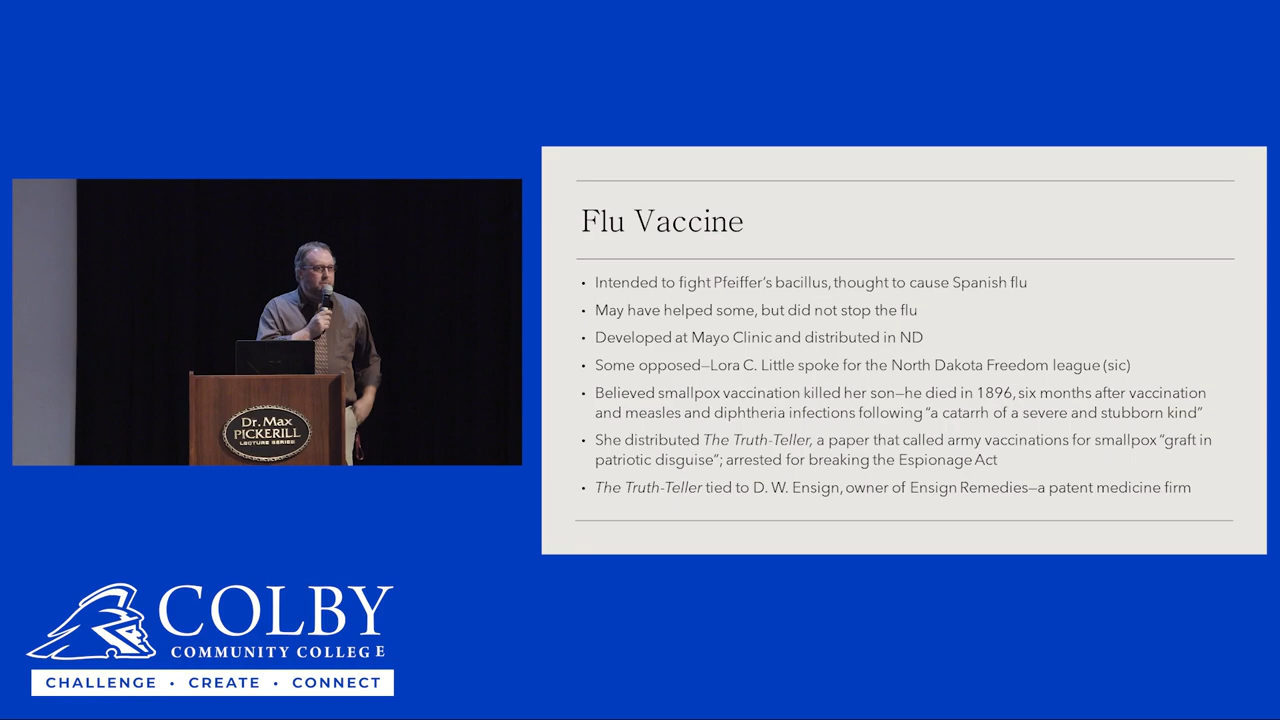 Flu Vaccine
• Intended to fight Pfeiffer's bacillus, thought to cause Spanish flu
• May have helped some, but did not stop the flu
• Developed at Mayo Clinic and distributed in ND
• Some opposed—Lora C. Little spoke for the North Dakota Freedom league (sic)
• Believed smallpox vaccination killed her son—he died in 1896, six months after vaccination
and measles and diphtheria infections following “a catarrh of a severe and stubborn kind”
• She distributed The Truth-Teller, a paper that called army vaccinations for smallpox “graft in
patriotic disguise”; arrested for breaking the Espionage Act
• The Truth-Teller tied to D. W. Ensign, owner of Ensign Remedies—a patent medicine firm
Dr. Max
PICKERILL
LECTURE SERIES
COLBY
COMMUNITY COLLEGE
CHALLENGE • CREATE • CONNECT